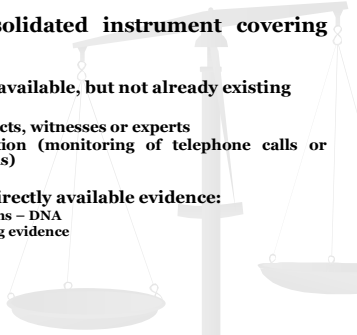 solidated instrument covering
available, but not already existing
cts, witnesses or experts
ion (monitoring of telephone calls or
s)
irectly available evidence:
ns – DNA
g evidence